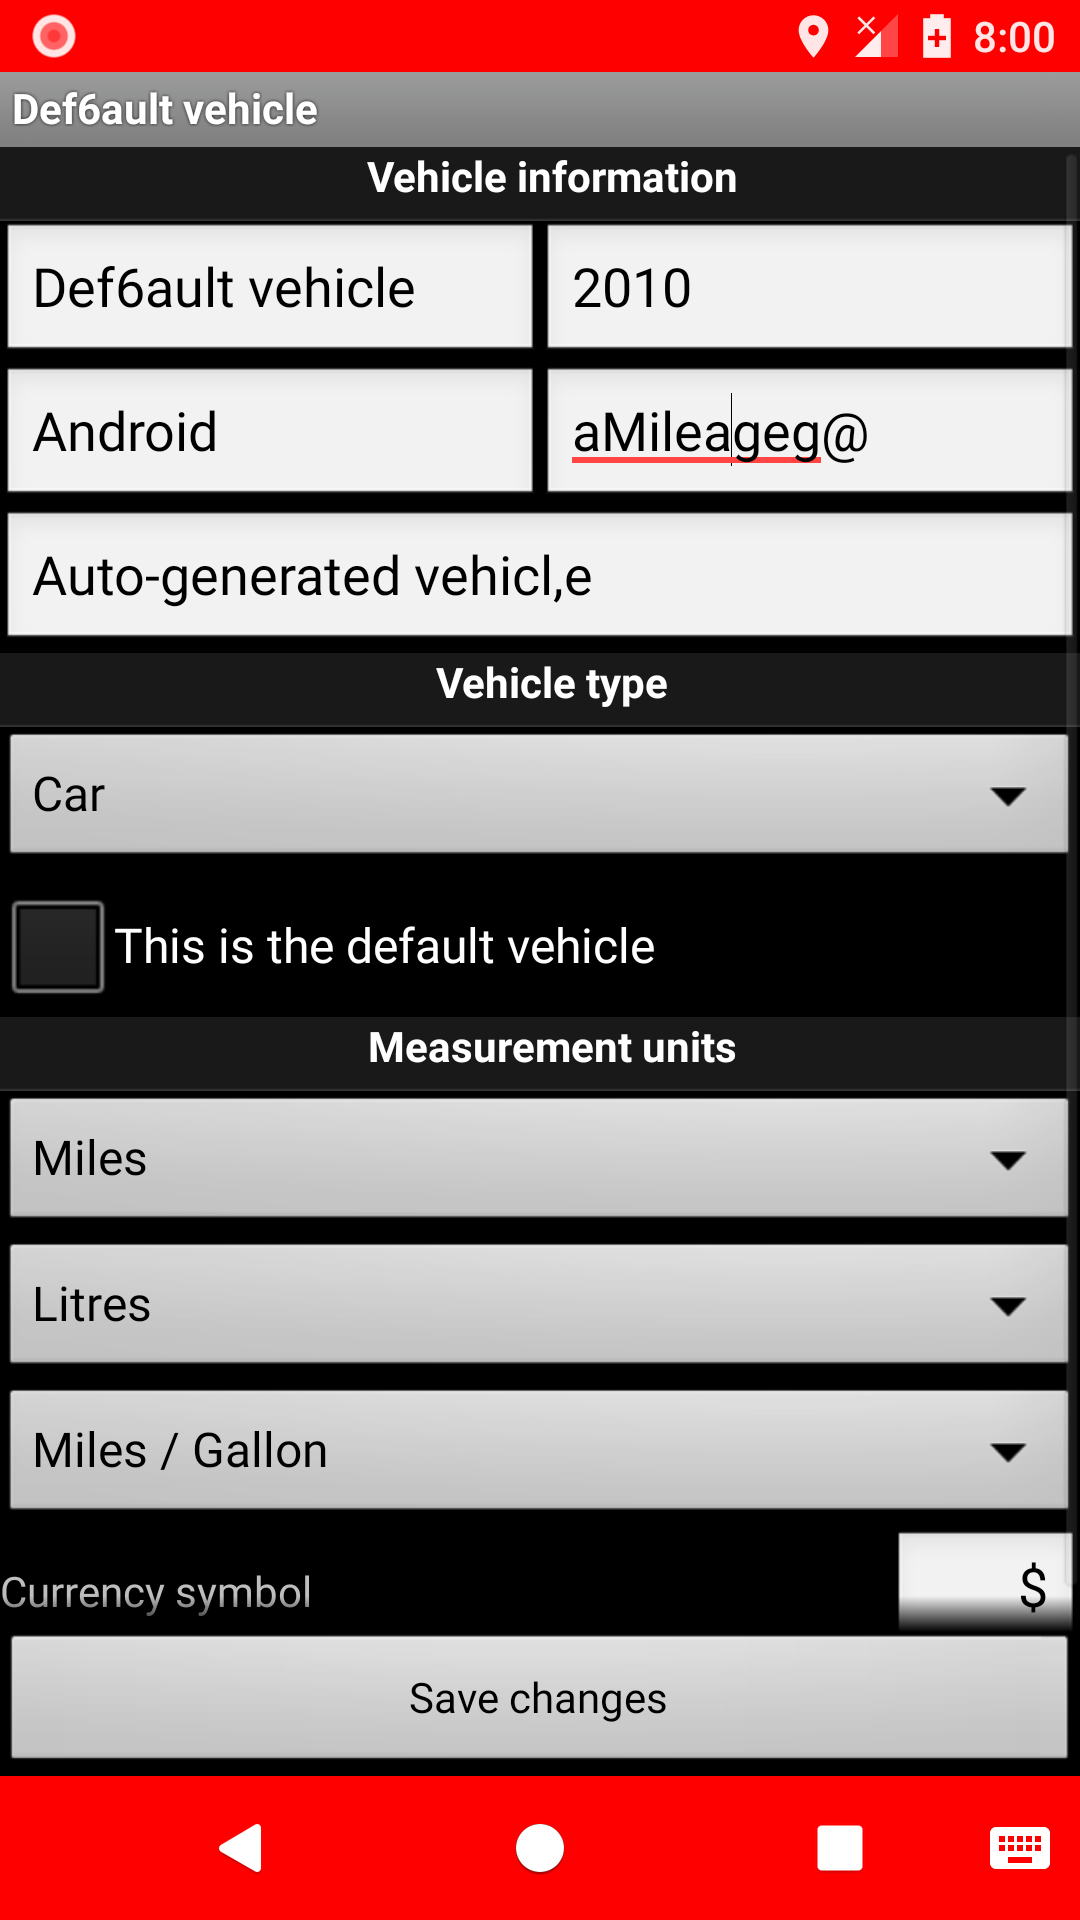 8:00
Def6ault vehicle
Vehicle information
Def6ault vehicle 2010
Android aMileageg@
Auto-generated vehicl,e
Vehicle type
Car
This is the default vehicle
Measurement units
Miles
Litres
Miles / Gallon
Currency symbol $
Save changes